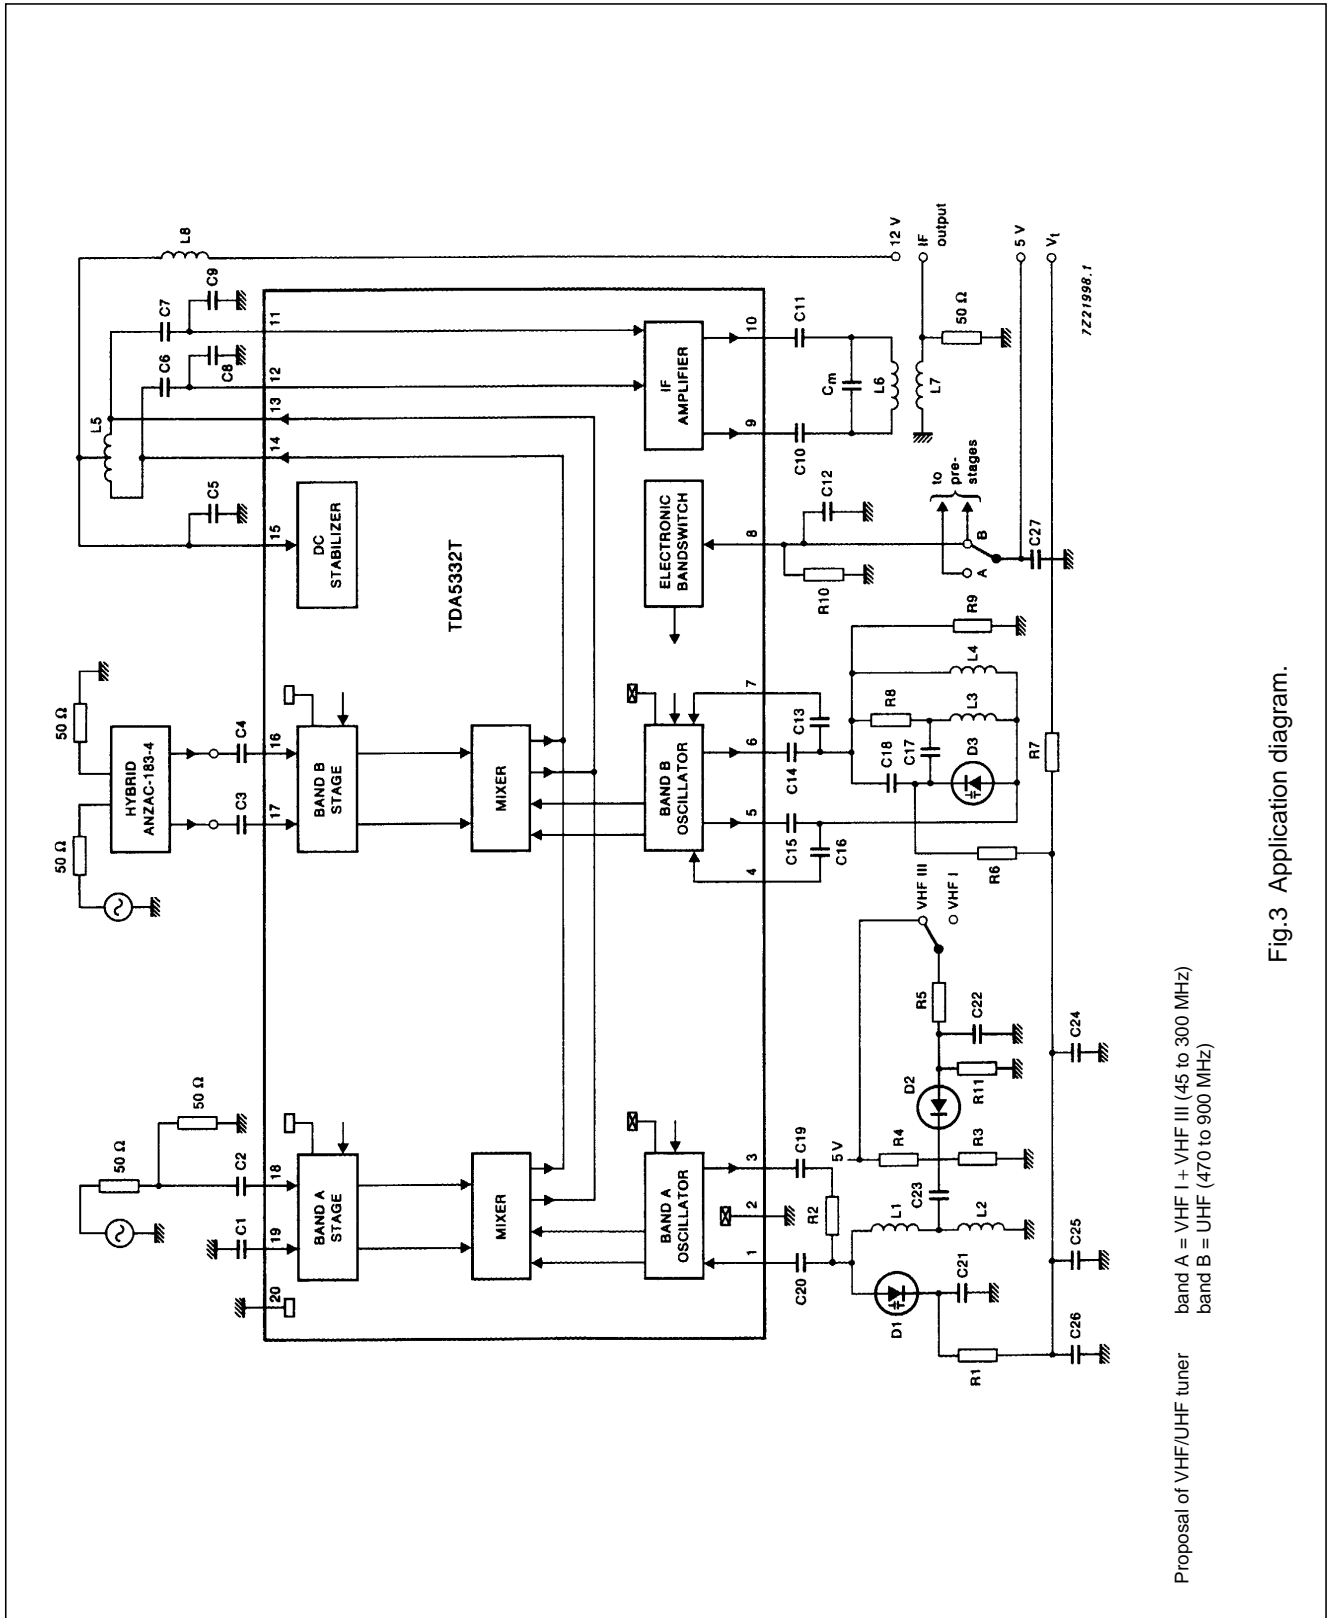 50 Ω
50 Ω
50 Ω
50 Ω
HYBRID
ANZAC-183-4
L5
L8
C1
C2
C3
C4
C5
C6
C7
C8
C9
20
19
18
17
16
15
14
13
12
11
BAND A
STAGE
BAND B
STAGE
DC
STABILIZER
TDA5332T
MIXER
MIXER
BAND A
OSCILLATOR
BAND B
OSCILLATOR
ELECTRONIC
BANDSWITCH
IF
AMPLIFIER
1
2
3
4
5
6
7
8
9
10
C20
R2
C19
C15
C16
C14
C13
R10
C12
C10
C11
Cm
L6
L7
50 Ω
12 V
IF
output
5 V
Vt
D1
C21
L1
L2
C23
5 V
R4
R3
D2
R11
C22
R5
VHF III
VHF I
R6
C18
C17
D3
R8
L3
L4
R9
A
B
to
pre-
stages
C27
R1
C26
C25
C24
R7
7Z21998.1
Proposal of VHF/UHF tuner band A = VHF I + VHF III (45 to 300 MHz)
band B = UHF (470 to 900 MHz)
Fig.3 Application diagram.